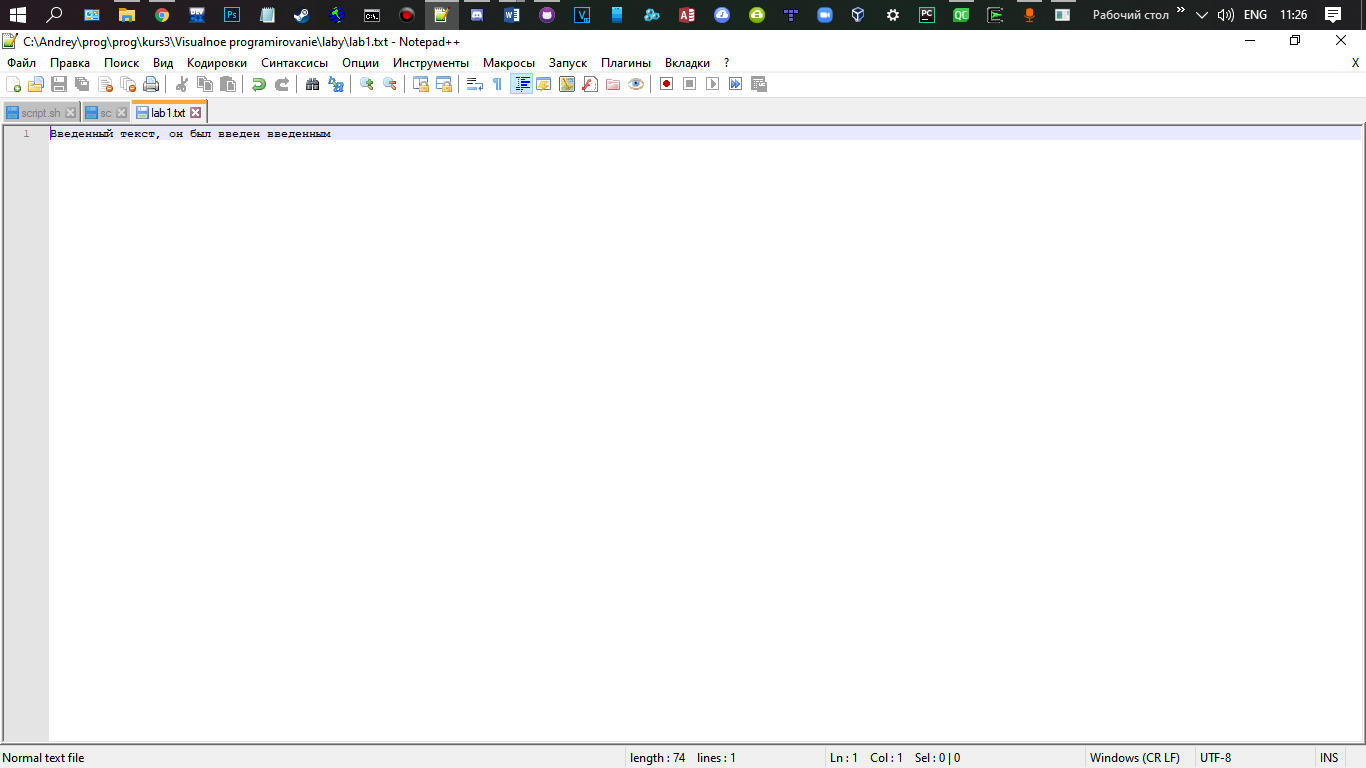 Рабочий стол
ENG
11:26
C:\Andrey\prog\prog\kurs3\Visualnoe programirovanie\laby\lab1.txt - Notepad++
Файл Правка Поиск Вид Кодировки Синтаксисы Опции Инструменты Макросы Запуск Плагины Вкладки ? X
script.sh sc lab1.txt
1 Введенный текст, он был введен введенным
Normal text file length : 74 lines : 1 Ln : 1 Col : 1 Sel : 0 | 0 Windows (CR LF) UTF-8 INS